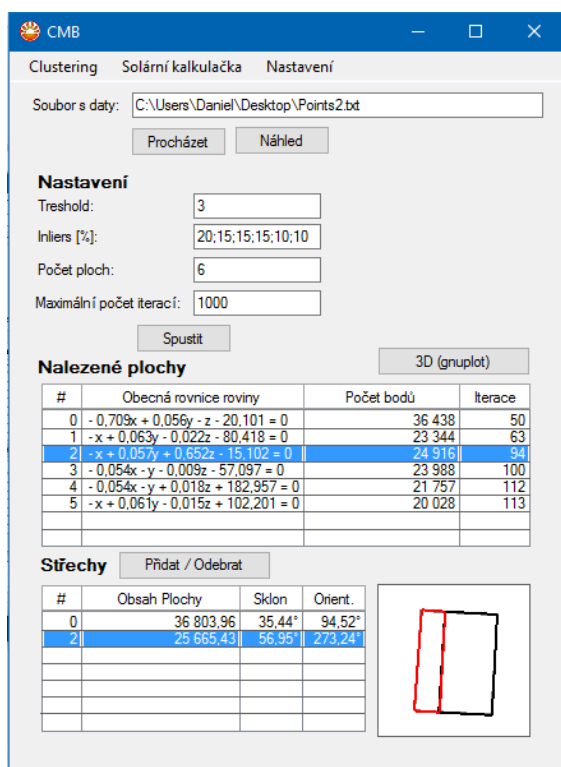 CMB
Clustering Solární kalkulačka Nastavení
Soubor s daty: C:\Users\Daniel\Desktop\Points2.txt
Procházet Náhled
Nastavení
Treshold: 3
Inliers [%]: 20;15;15;15;10;10
Počet ploch: 6
Maximální počet iterací: 1000
Spustit
3D (gnuplot)
Nalezené plochy
# Obecná rovnice roviny Počet bodů Iterace
0 - 0,709x + 0,056y - z - 20,101 = 0 36 438 50
1 - x + 0,063y - 0,022z - 80,418 = 0 23 344 63
2 - x + 0,057y + 0,652z - 15,102 = 0 24 916 94
3 - 0,054x - y - 0,009z - 57,097 = 0 23 988 100
4 - 0,054x - y + 0,018z + 182,957 = 0 21 757 112
5 - x + 0,061y - 0,015z + 102,201 = 0 20 028 113
Střechy Přidat / Odebrat
# Obsah Plochy Sklon Orient.
0 36 803,96 35,44° 94,52°
2 25 665,43 56,95° 273,24°